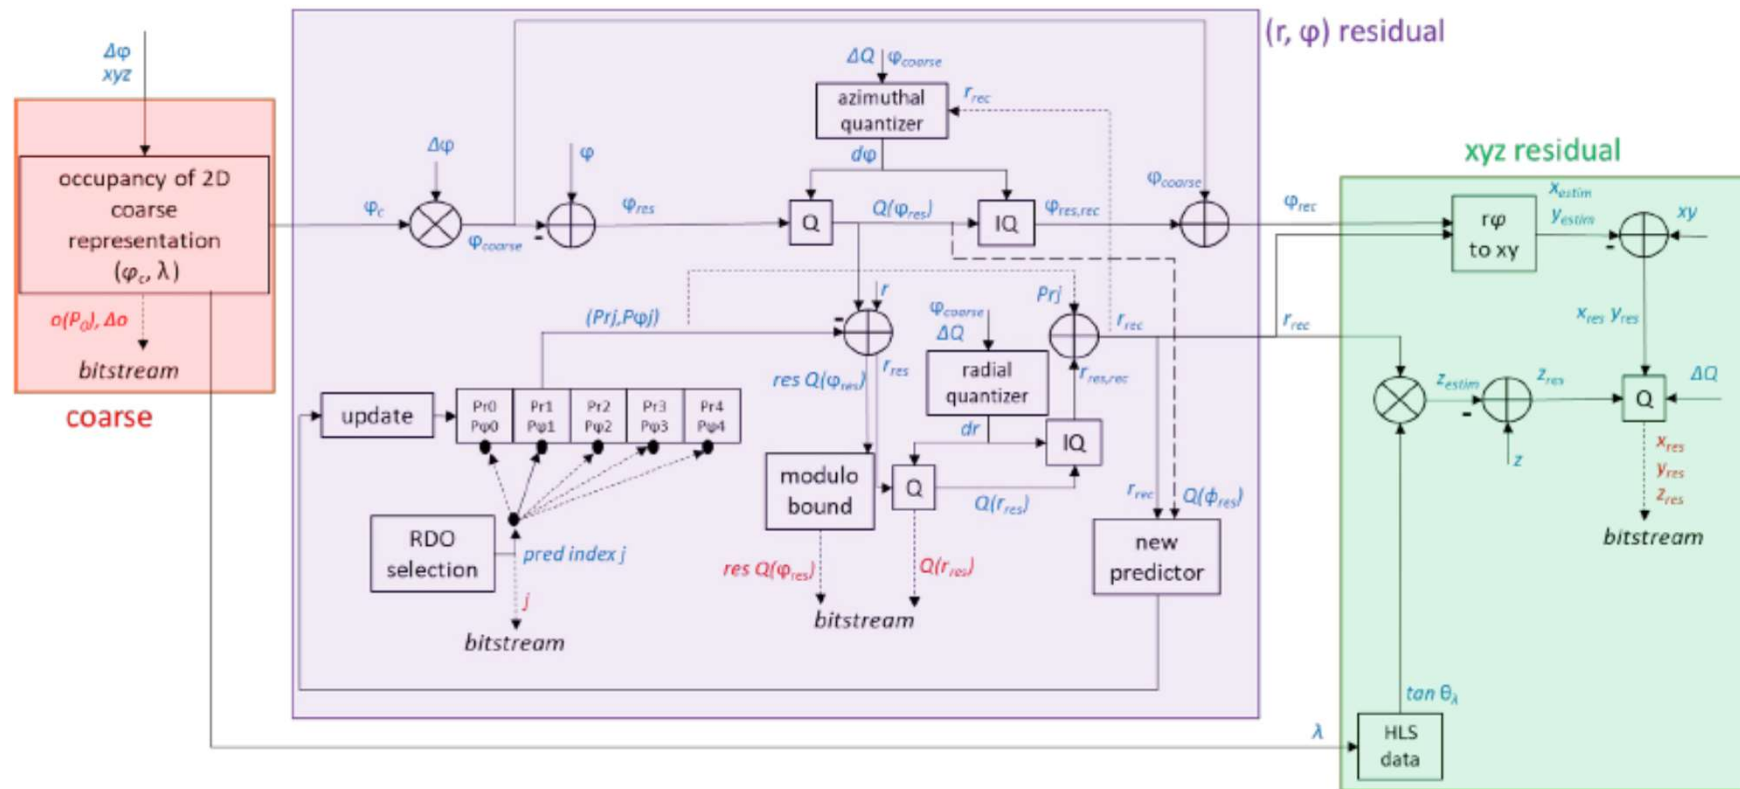 (r, φ) residual
Δφ
xyz
ΔQ φcoarse
azimuthal
quantizer
r_rec
dφ
xyz residual
occupancy of 2D
coarse
representation
(φc, λ)
φc
Δφ
φcoarse
φ
-
φres
Q
Q(φres)
IQ
φres,rec
φcoarse
φrec
rφ
to xy
xestim
yestim
xy
-
o(P0), Δo
bitstream
coarse
(Prj,Pφj)
-
r
φcoarse
ΔQ
Prj
rrec
rrec
xres yres
res Q(φres)
rres
radial
quantizer
rres,rec
zestim
-
zres
Q
ΔQ
z
update
Pr0
Pφ0
Pr1
Pφ1
Pr2
Pφ2
Pr3
Pφ3
Pr4
Pφ4
dr
IQ
modulo
bound
Q
Q(rres)
rrec
Q(ϕres)
xres
yres
zres
bitstream
RDO
selection
pred index j
j
bitstream
res Q(φres)
Q(rres)
bitstream
new
predictor
tan θλ
λ
HLS
data